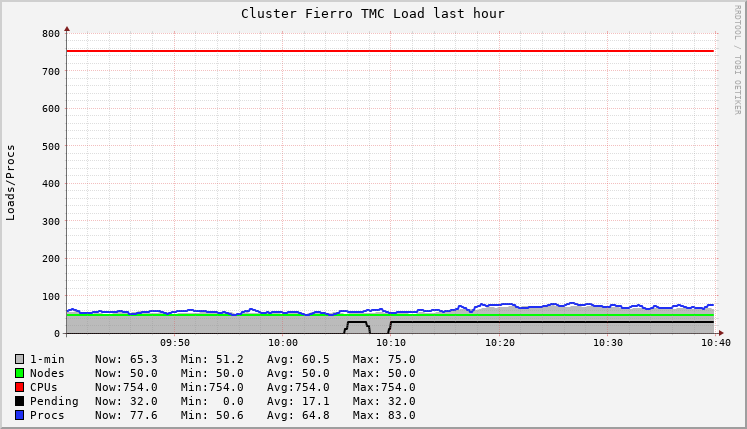 Cluster Fierro TMC Load last hour
RRDTOOL / TOBI OETIKER
Loads/Procs
800
700
600
500
400
300
200
100
0
09:50 10:00 10:10 10:20 10:30 10:40
1-min Now: 65.3 Min: 51.2 Avg: 60.5 Max: 75.0
Nodes Now: 50.0 Min: 50.0 Avg: 50.0 Max: 50.0
CPUs Now:754.0 Min:754.0 Avg:754.0 Max:754.0
Pending Now: 32.0 Min: 0.0 Avg: 17.1 Max: 32.0
Procs Now: 77.6 Min: 50.6 Avg: 64.8 Max: 83.0